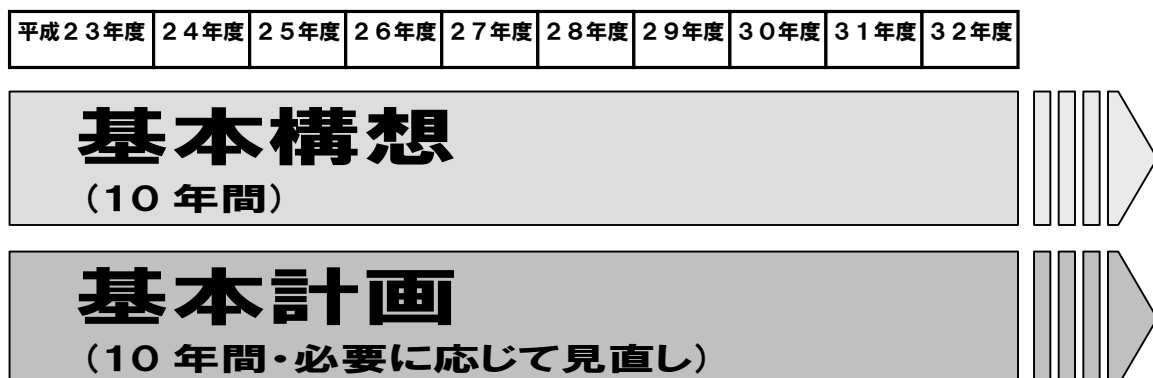 平成２３年度 ２４年度 ２５年度 ２６年度 ２７年度 ２８年度 ２９年度 ３０年度 ３１年度 ３２年度
基本構想
（10 年間）
基本計画
（10 年間・必要に応じて見直し）